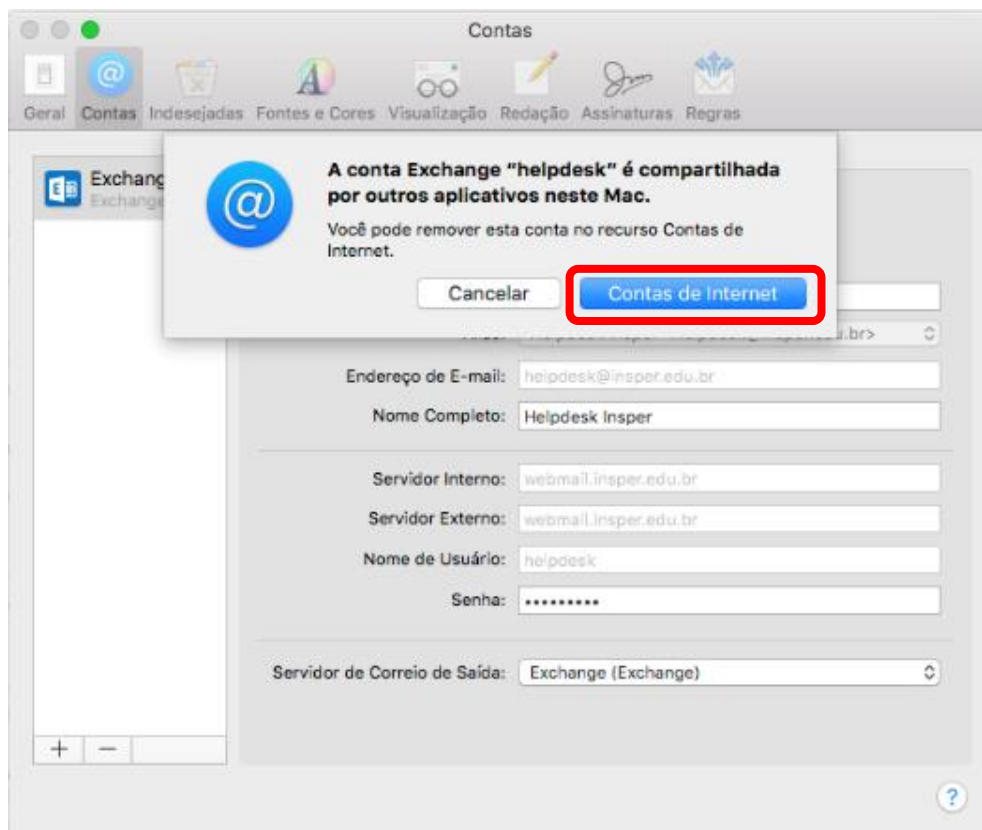 Contas
Geral Contas Indesejadas Fontes e Cores Visualização Redação Assinaturas Regras
A conta Exchange "helpdesk" é compartilhada
por outros aplicativos neste Mac.
Você pode remover esta conta no recurso Contas de
Internet.
Cancelar Contas de Internet
Exchang
Exchange
Endereço de E-mail: helpdesk@insper.edu.br
Nome Completo: Helpdesk Insper
Servidor Interno: webmail.insper.edu.br
Servidor Externo: webmail.insper.edu.br
Nome de Usuário: helpdesk
Senha: •••••••••
Servidor de Correio de Saída: Exchange (Exchange)
+ −
?